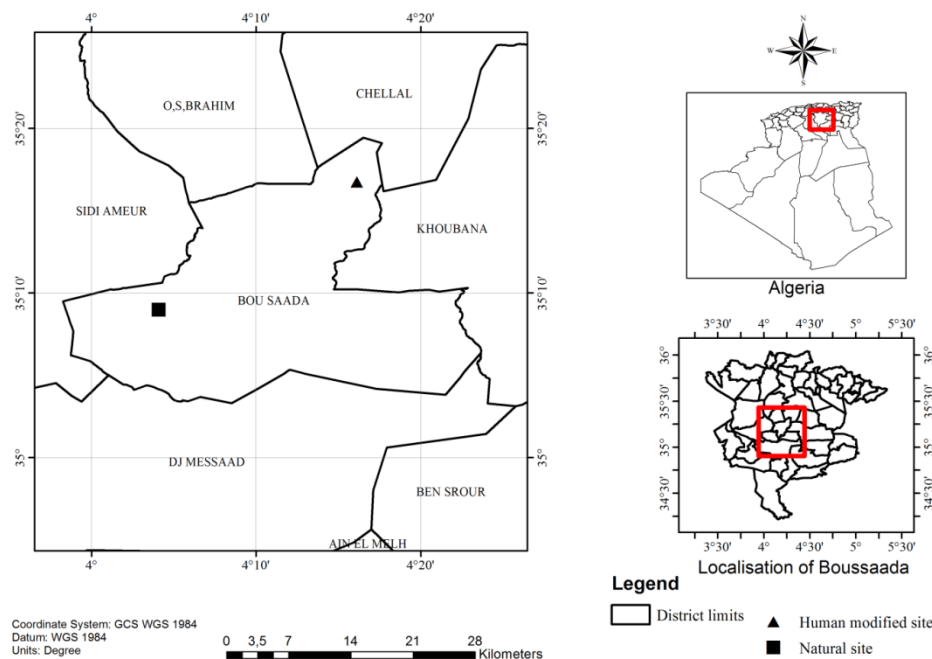 4° 4°10' 4°20'
N
W E
S
O,S,BRAHIM
CHELLAL
35°20' 35°20'
SIDI AMEUR
KHOUBANA
35°10' 35°10'
BOU SAADA
35° 35°
DJ MESSAAD
BEN SROUR
AIN EL MELH
4° 4°10' 4°20'
Algeria
3°30' 4° 4°30' 5° 5°30'
36° 36°
35°30' 35°30'
35° 35°
34°30' 34°30'
3°30' 4° 4°30' 5° 5°30'
Localisation of Boussaada
Legend
District limits
Human modified site
Natural site
Coordinate System: GCS WGS 1984
Datum: WGS 1984
Units: Degree
0 3,5 7 14 21 28
Kilometers